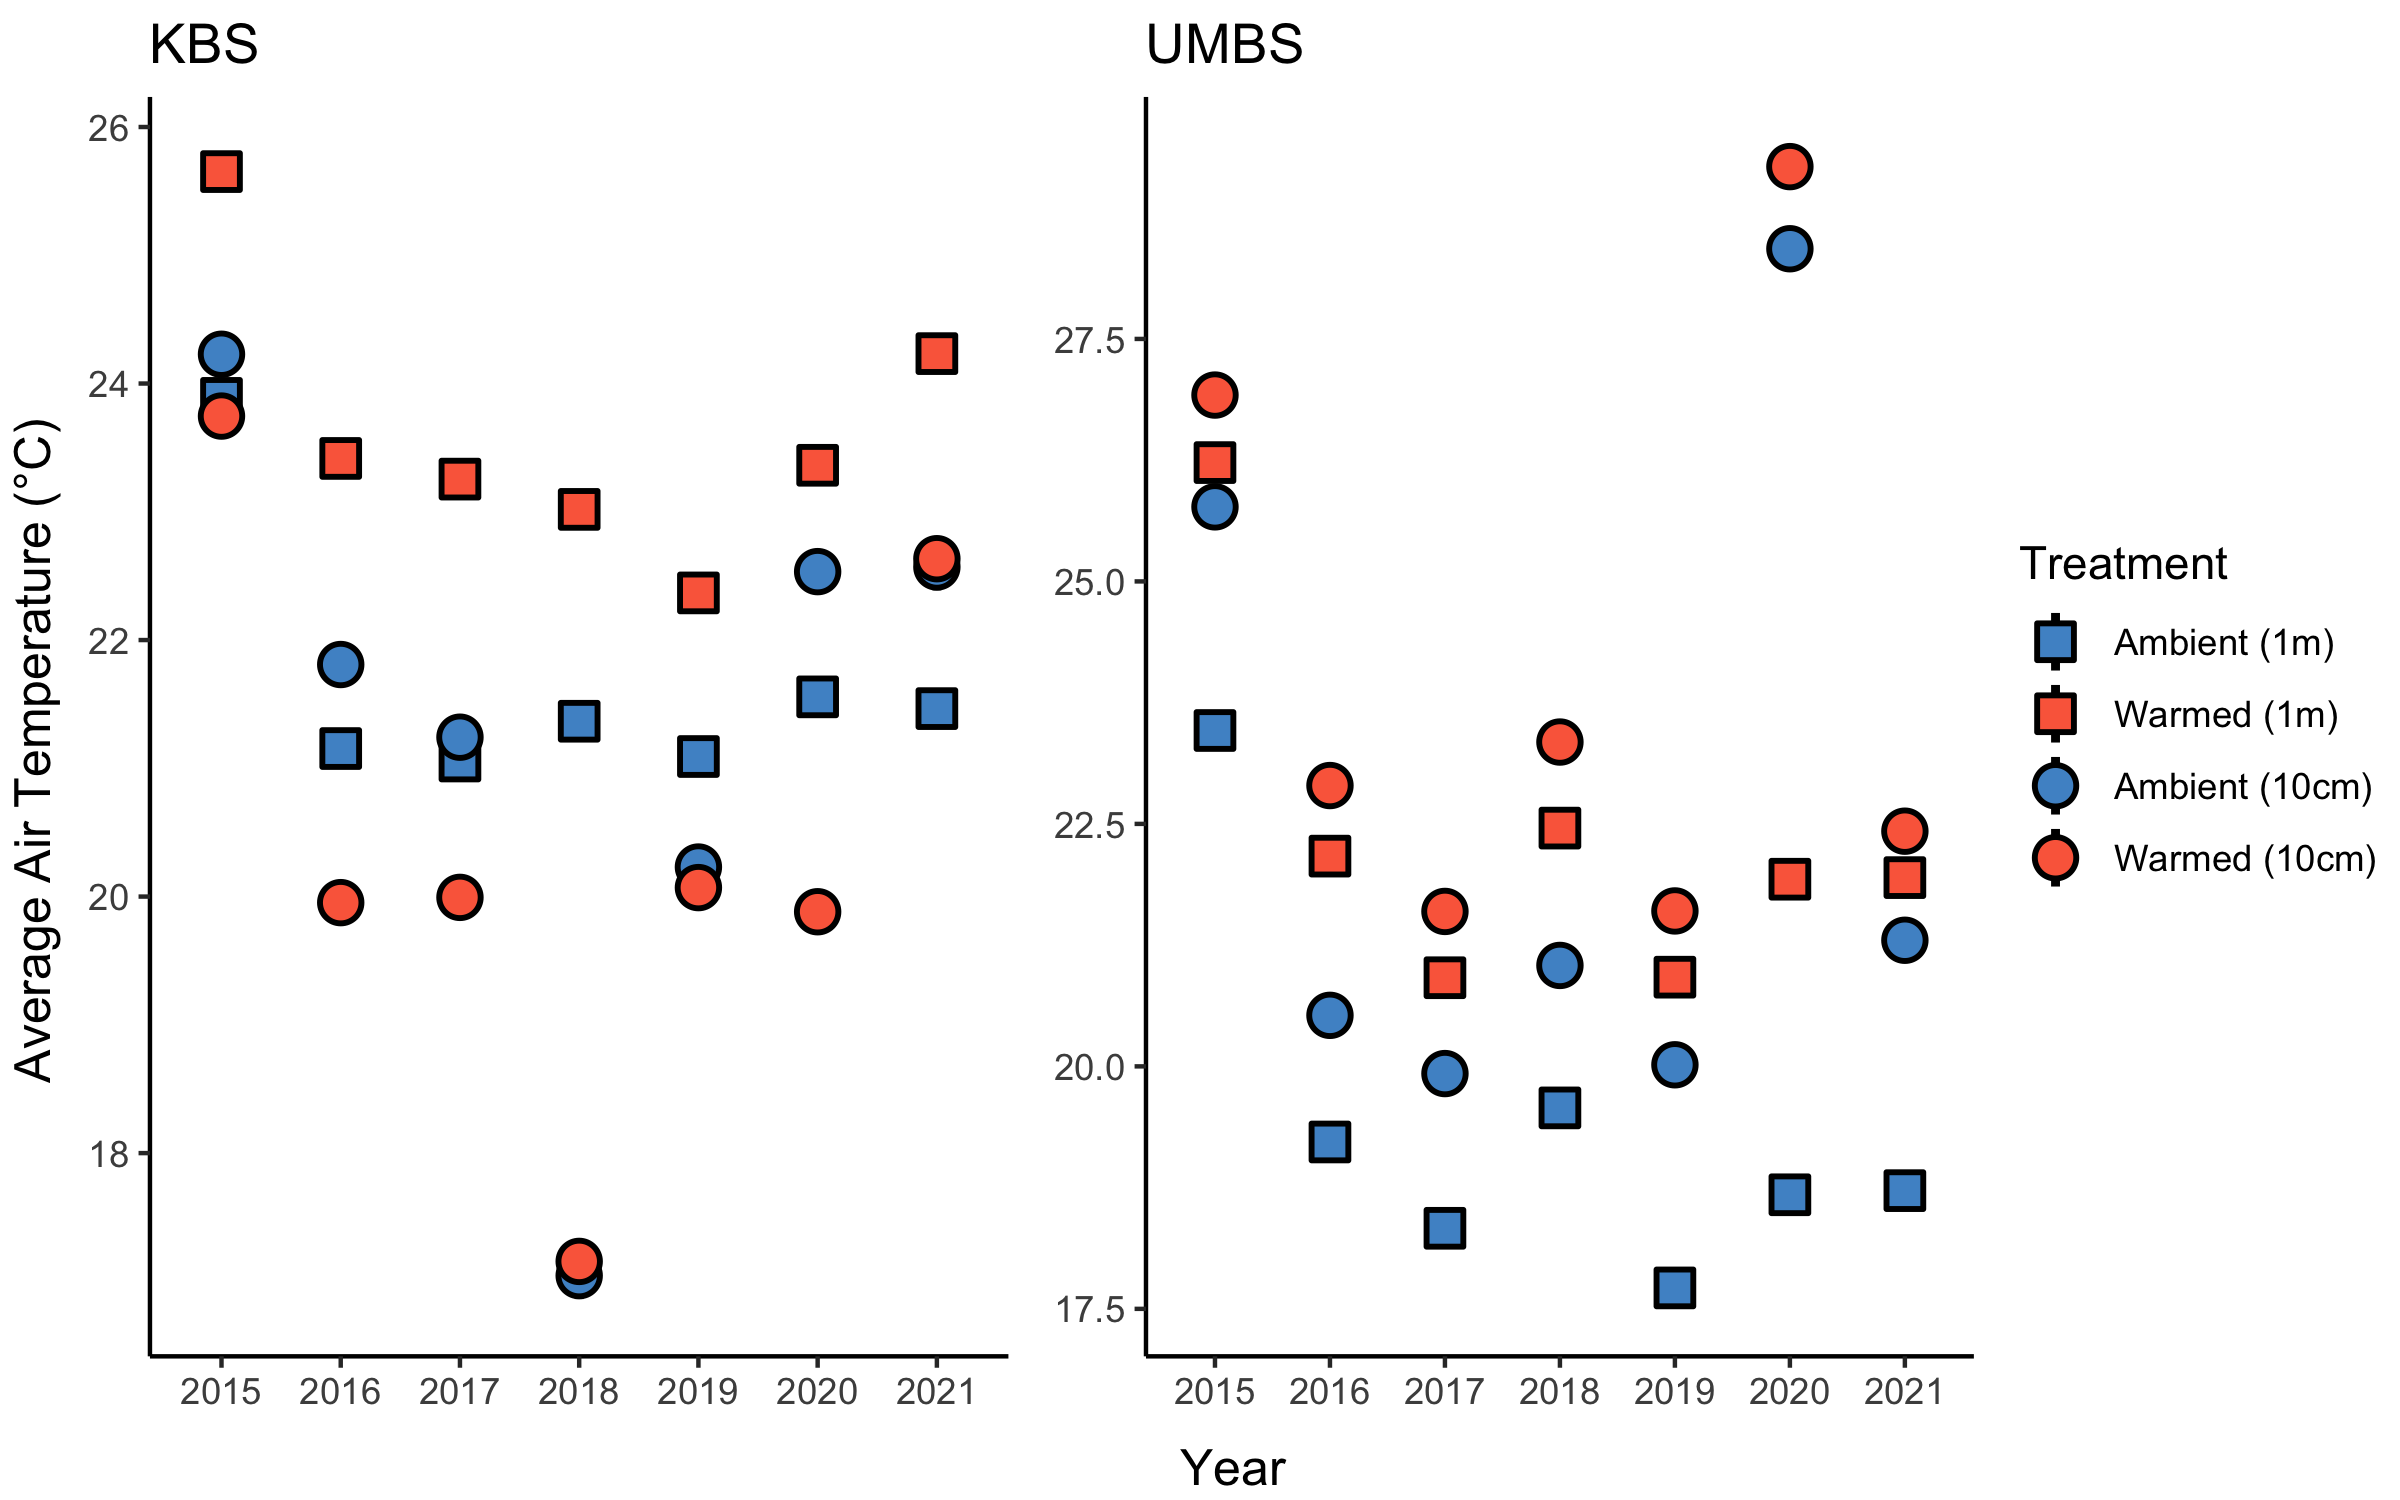 KBS
UMBS
Average Air Temperature (°C)
26
24
22
20
18
2015 2016 2017 2018 2019 2020 2021
27.5
25.0
22.5
20.0
17.5
2015 2016 2017 2018 2019 2020 2021
Year
Treatment
Ambient (1m)
Warmed (1m)
Ambient (10cm)
Warmed (10cm)